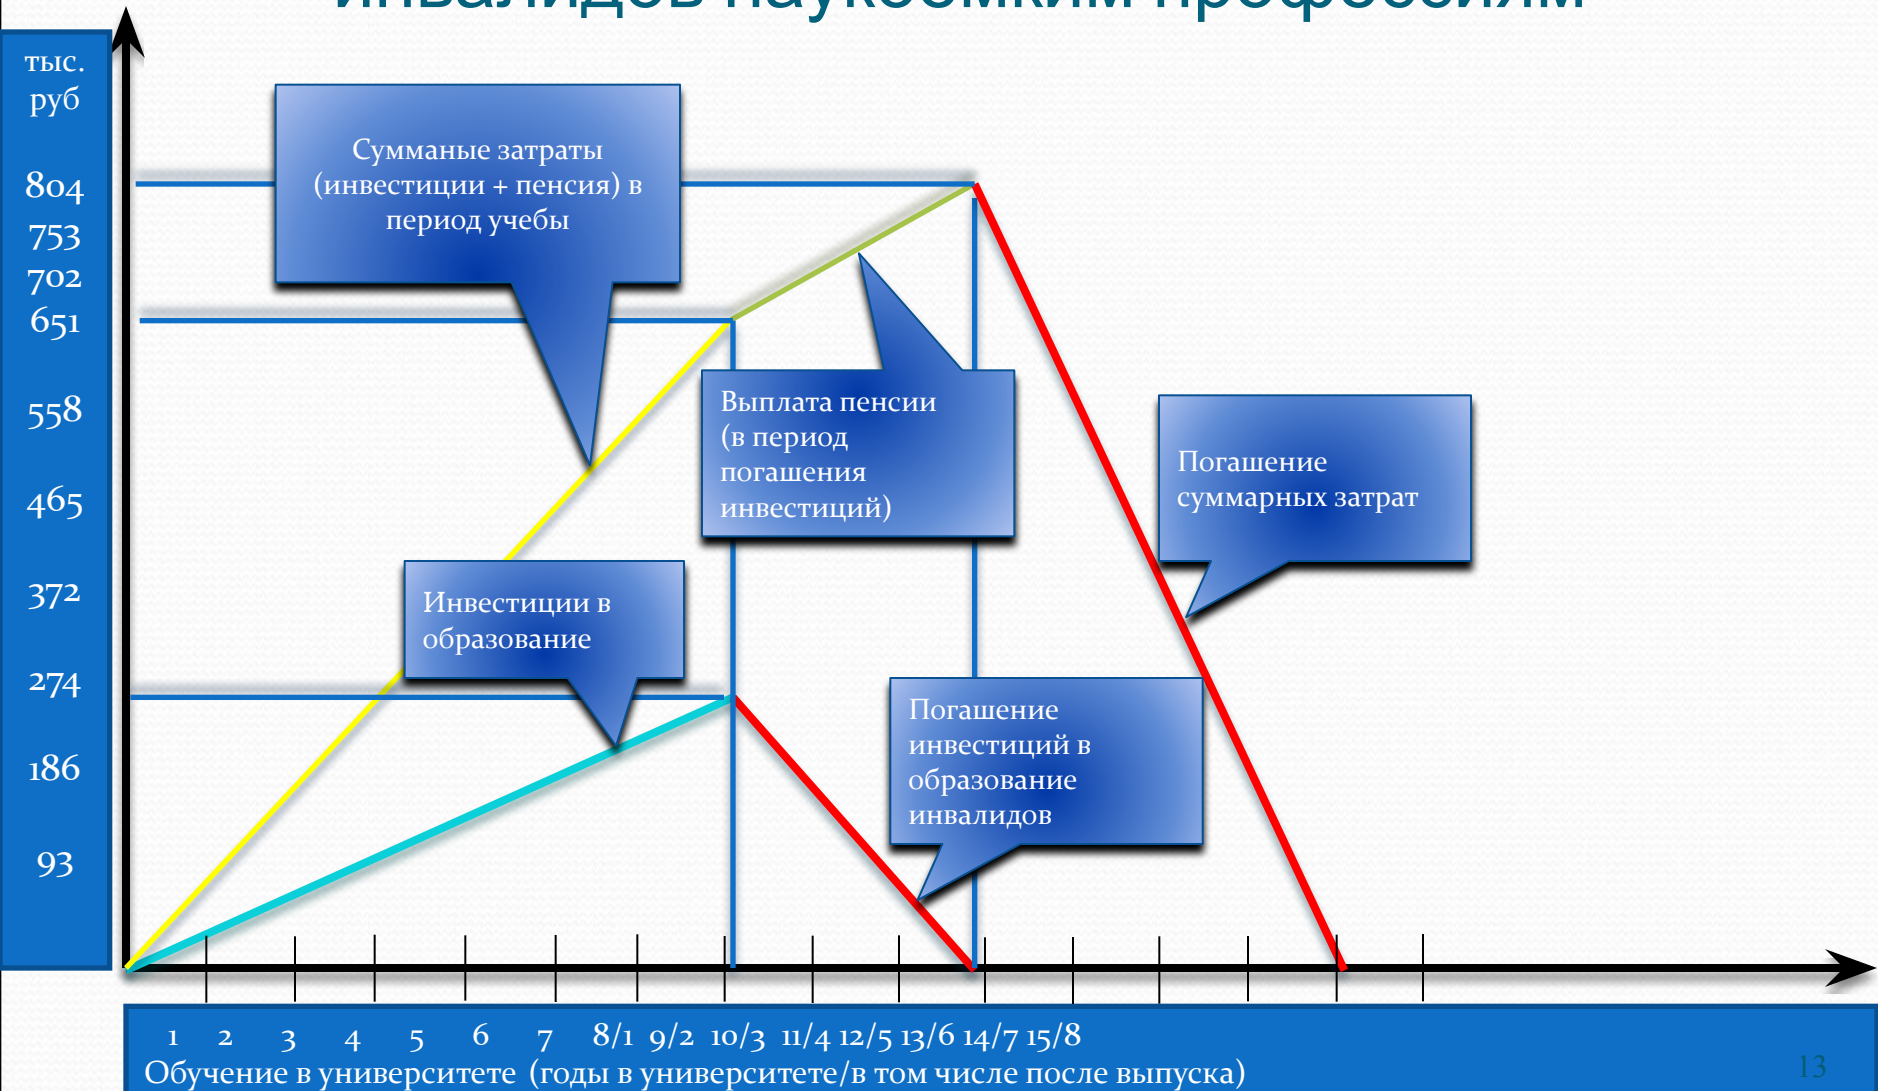 инвалидов наукоемким профессиям
тыс.
руб
804
753
702
651
558
465
372
274
186
93
Сумманые затраты
(инвестиции + пенсия) в
период учебы
Выплата пенсии
(в период
погашения
инвестиций)
Погашение
суммарных затрат
Инвестиции в
образование
Погашение
инвестиций в
образование
инвалидов
1 2 3 4 5 6 7 8/1 9/2 10/3 11/4 12/5 13/6 14/7 15/8
Обучение в университете (годы в университете/в том числе после выпуска)
13